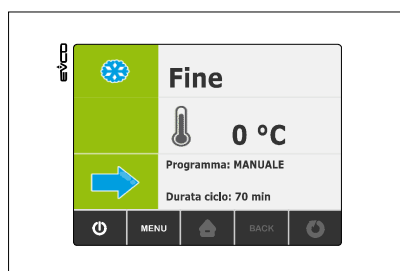 evco
Fine
0 °C
Programma: MANUALE
Durata ciclo: 70 min
MENU
BACK